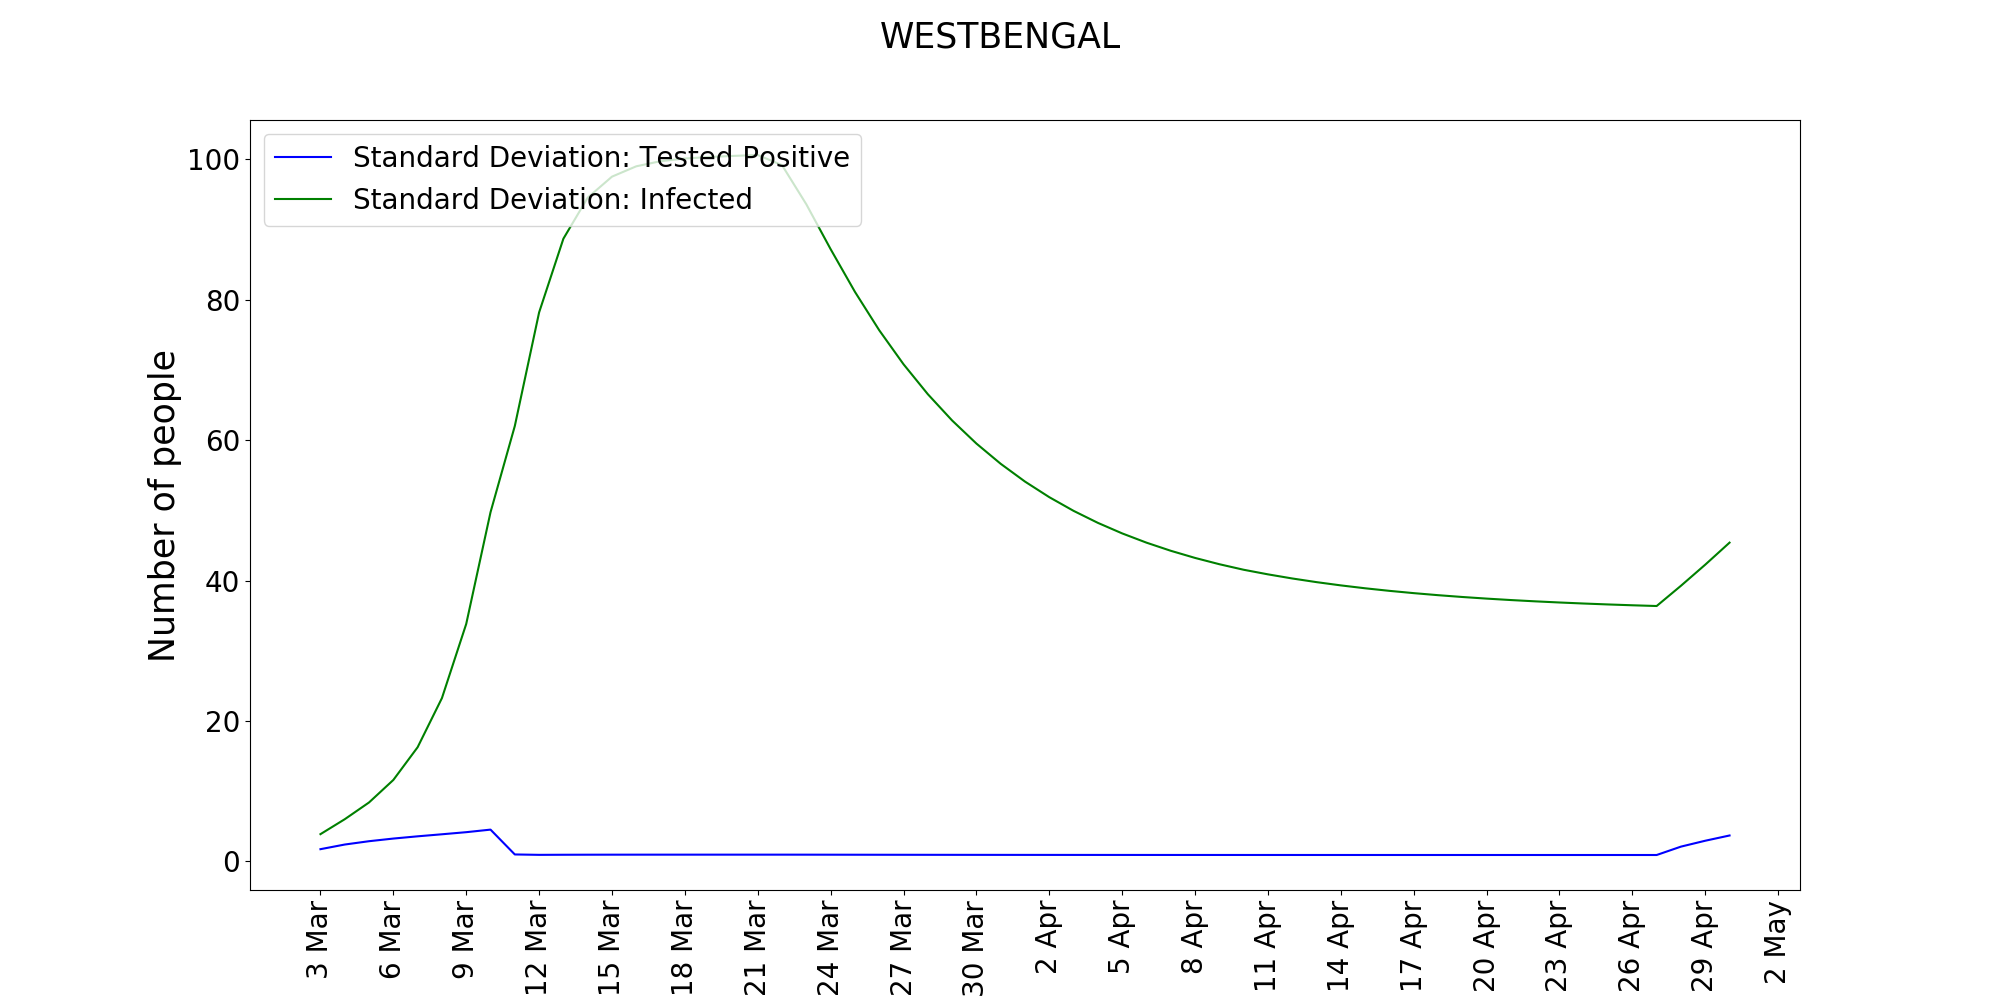 WESTBENGAL
Standard Deviation: Tested Positive
Standard Deviation: Infected
Number of people
100
80
60
40
20
0
3 Mar
6 Mar
9 Mar
12 Mar
15 Mar
18 Mar
21 Mar
24 Mar
27 Mar
30 Mar
2 Apr
5 Apr
8 Apr
11 Apr
14 Apr
17 Apr
20 Apr
23 Apr
26 Apr
29 Apr
2 May